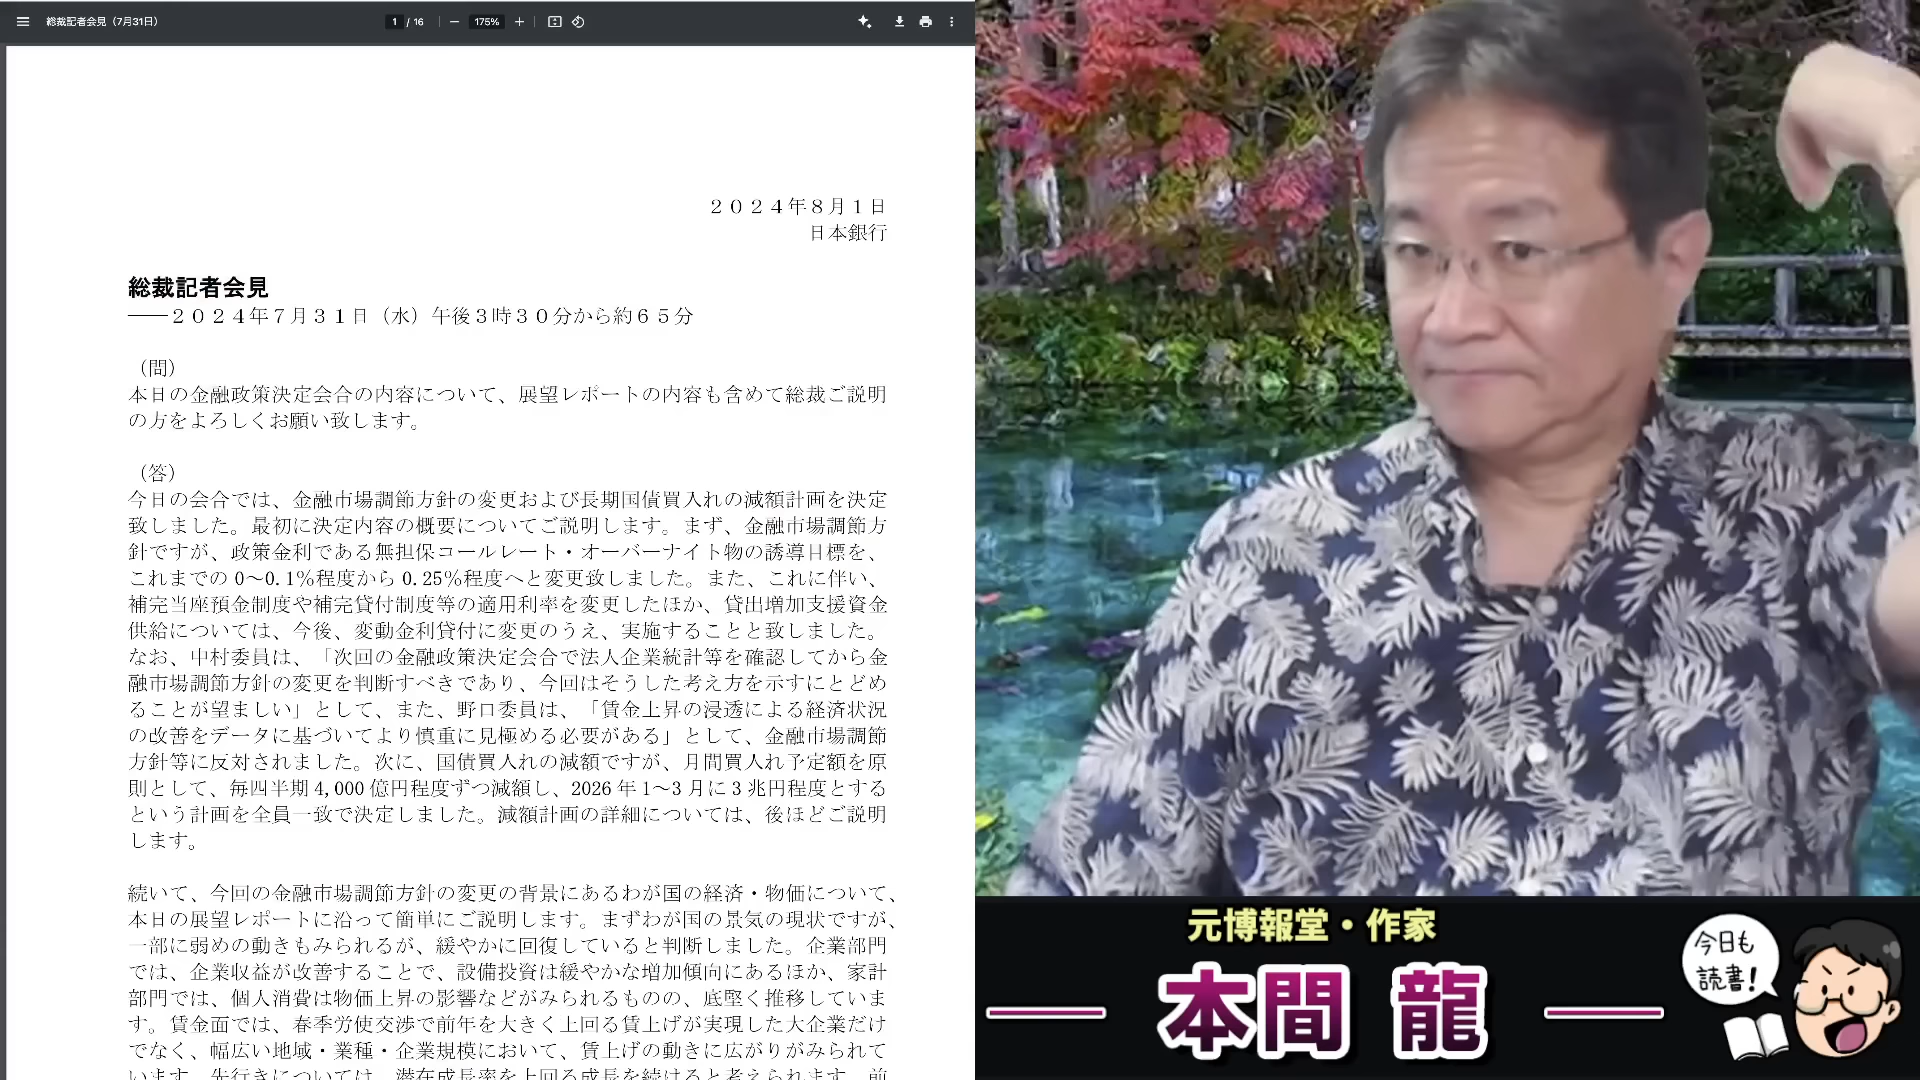 総裁記者会見（7月31日）
1 / 16
175%
２０２４年８月１日
日本銀行
総裁記者会見
――２０２４年７月３１日（水）午後３時３０分から約６５分
（問）
本日の金融政策決定会合の内容について、展望レポートの内容も含めて総裁ご説明
の方をよろしくお願い致します。
（答）
今日の会合では、金融市場調節方針の変更および長期国債買入れの減額計画を決定
致しました。最初に決定内容の概要についてご説明します。まず、金融市場調節方
針ですが、政策金利である無担保コールレート・オーバーナイト物の誘導目標を、
これまでの 0～0.1％程度から 0.25％程度へと変更致しました。また、これに伴い、
補完当座預金制度や補完貸付制度等の適用利率を変更したほか、貸出増加支援資金
供給については、今後、変動金利貸付に変更のうえ、実施することと致しました。
なお、中村委員は、「次回の金融政策決定会合で法人企業統計等を確認してから金
融市場調節方針の変更を判断すべきであり、今回はそうした考え方を示すにとどめ
ることが望ましい」として、また、野口委員は、「賃金上昇の浸透による経済状況
の改善をデータに基づいてより慎重に見極める必要がある」として、金融市場調節
方針等に反対されました。次に、国債買入れの減額ですが、月間買入れ予定額を原
則として、毎四半期 4,000 億円程度ずつ減額し、2026 年 1～3 月に 3 兆円程度とする
という計画を全員一致で決定しました。減額計画の詳細については、後ほどご説明
します。
続いて、今回の金融市場調節方針の変更の背景にあるわが国の経済・物価について、
本日の展望レポートに沿って簡単にご説明します。まずわが国の景気の現状ですが、
一部に弱めの動きもみられるが、緩やかに回復していると判断しました。企業部門
では、企業収益が改善することで、設備投資は緩やかな増加傾向にあるほか、家計
部門では、個人消費は物価上昇の影響などがみられるものの、底堅く推移していま
す。賃金面では、春季労使交渉で前年を大きく上回る賃上げが実現した大企業だけ
でなく、幅広い地域・業種・企業規模において、賃上げの動きに広がりがみられて
います。先行きについては、潜在成長率を上回る成長を続けると考えられます。前
元博報堂・作家
本間 龍
今日も
読書！